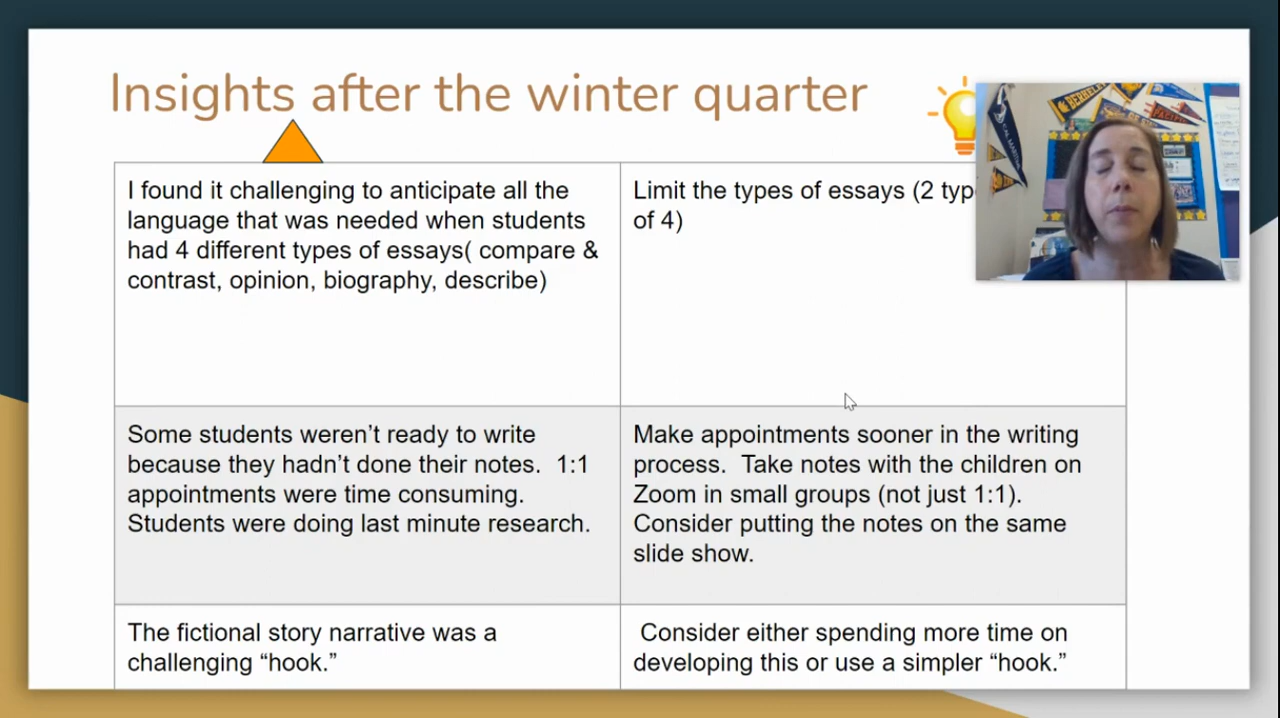 Insights after the winter quarter
I found it challenging to anticipate all the
language that was needed when students
had 4 different types of essays( compare &
contrast, opinion, biography, describe)
Limit the types of essays (2
of 4)
Some students weren’t ready to write
because they hadn’t done their notes.  1:1
appointments were time consuming.
Students were doing last minute research.
Make appointments sooner in the writing
process.  Take notes with the children on
Zoom in small groups (not just 1:1).
Consider putting the notes on the same
slide show.
The fictional story narrative was a
challenging “hook.”
Consider either spending more time on
developing this or use a simpler “hook.”
BERKELEY
PACIFIC
CAL MARITIME